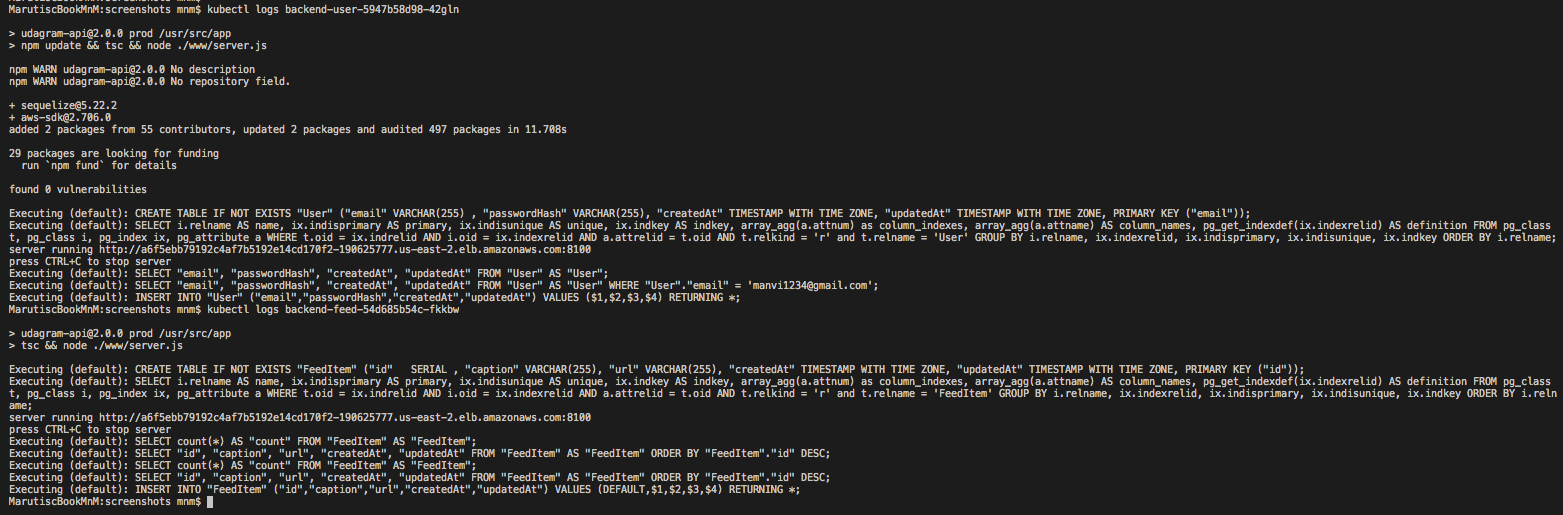 MarutiscBookMnM:screenshots mnm$ kubectl logs backend-user-5947b58d98-42gln
> udagram-api@2.0.0 prod /usr/src/app
> npm update && tsc && node ./www/server.js
npm WARN udagram-api@2.0.0 No description
npm WARN udagram-api@2.0.0 No repository field.
+ sequelize@5.22.2
+ aws-sdk@2.706.0
added 2 packages from 55 contributors, updated 2 packages and audited 497 packages in 11.708s
29 packages are looking for funding
  run `npm fund` for details
found 0 vulnerabilities
Executing (default): CREATE TABLE IF NOT EXISTS "User" ("email" VARCHAR(255) , "passwordHash" VARCHAR(255), "createdAt" TIMESTAMP WITH TIME ZONE, "updatedAt" TIMESTAMP WITH TIME ZONE, PRIMARY KEY ("email"));
Executing (default): SELECT i.relname AS name, ix.indisprimary AS primary, ix.indisunique AS unique, ix.indkey AS indkey, array_agg(a.attnum) as column_indexes, array_agg(a.attname) AS column_names, pg_get_indexdef(ix.indexrelid) AS definition FROM pg_class
t, pg_class i, pg_index ix, pg_attribute a WHERE t.oid = ix.indrelid AND i.oid = ix.indexrelid AND a.attrelid = t.oid AND t.relkind = 'r' and t.relname = 'User' GROUP BY i.relname, ix.indexrelid, ix.indisprimary, ix.indisunique, ix.indkey ORDER BY i.relname;
server running http://a6f5ebb79192c4af7b5192e14cd170f2-190625777.us-east-2.elb.amazonaws.com:8100
press CTRL+C to stop server
Executing (default): SELECT "email", "passwordHash", "createdAt", "updatedAt" FROM "User" AS "User";
Executing (default): SELECT "email", "passwordHash", "createdAt", "updatedAt" FROM "User" AS "User" WHERE "User"."email" = 'manvi1234@gmail.com';
Executing (default): INSERT INTO "User" ("email","passwordHash","createdAt","updatedAt") VALUES ($1,$2,$3,$4) RETURNING *;
MarutiscBookMnM:screenshots mnm$ kubectl logs backend-feed-54d685b54c-fkkbw
> udagram-api@2.0.0 prod /usr/src/app
> tsc && node ./www/server.js
Executing (default): CREATE TABLE IF NOT EXISTS "FeedItem" ("id"   SERIAL , "caption" VARCHAR(255), "url" VARCHAR(255), "createdAt" TIMESTAMP WITH TIME ZONE, "updatedAt" TIMESTAMP WITH TIME ZONE, PRIMARY KEY ("id"));
Executing (default): SELECT i.relname AS name, ix.indisprimary AS primary, ix.indisunique AS unique, ix.indkey AS indkey, array_agg(a.attnum) as column_indexes, array_agg(a.attname) AS column_names, pg_get_indexdef(ix.indexrelid) AS definition FROM pg_class
t, pg_class i, pg_index ix, pg_attribute a WHERE t.oid = ix.indrelid AND i.oid = ix.indexrelid AND a.attrelid = t.oid AND t.relkind = 'r' and t.relname = 'FeedItem' GROUP BY i.relname, ix.indexrelid, ix.indisprimary, ix.indisunique, ix.indkey ORDER BY i.reln
ame;
server running http://a6f5ebb79192c4af7b5192e14cd170f2-190625777.us-east-2.elb.amazonaws.com:8100
press CTRL+C to stop server
Executing (default): SELECT count(*) AS "count" FROM "FeedItem" AS "FeedItem";
Executing (default): SELECT "id", "caption", "url", "createdAt", "updatedAt" FROM "FeedItem" AS "FeedItem" ORDER BY "FeedItem"."id" DESC;
Executing (default): SELECT count(*) AS "count" FROM "FeedItem" AS "FeedItem";
Executing (default): SELECT "id", "caption", "url", "createdAt", "updatedAt" FROM "FeedItem" AS "FeedItem" ORDER BY "FeedItem"."id" DESC;
Executing (default): INSERT INTO "FeedItem" ("id","caption","url","createdAt","updatedAt") VALUES (DEFAULT,$1,$2,$3,$4) RETURNING *;
MarutiscBookMnM:screenshots mnm$